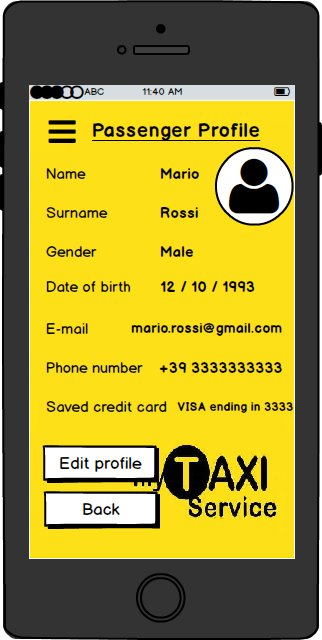 ABC 11:40 AM
Passenger Profile
Name Mario
Surname Rossi
Gender Male
Date of birth 12 / 10 / 1993
E-mail mario.rossi@gmail.com
Phone number +39 3333333333
Saved credit card VISA ending in 3333
Edit profile
my TAXI
Service
Back